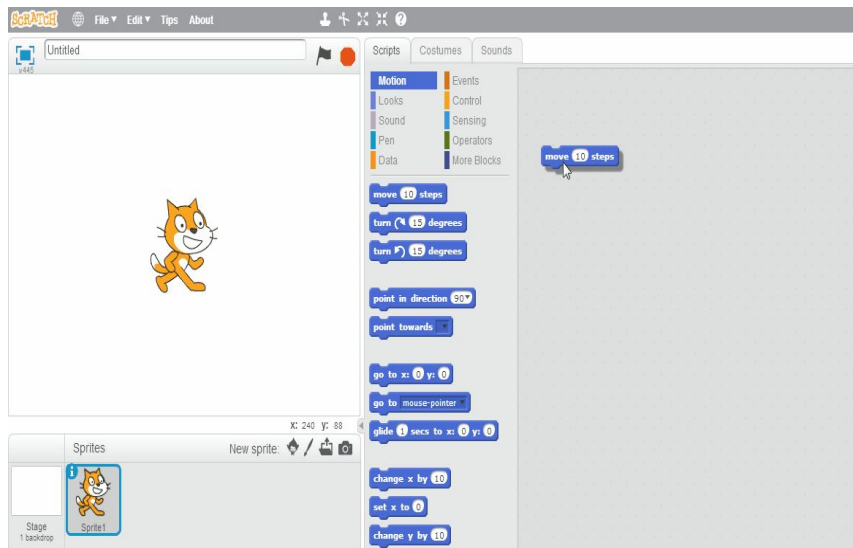 SCRATCH File Edit Tips About
Untitled
v445
Scripts Costumes Sounds
Motion Events
Looks Control
Sound Sensing
Pen Operators
Data More Blocks
move 10 steps
turn 15 degrees
turn 15 degrees
point in direction 90
point towards
go to x: 0 y: 0
go to mouse-pointer
glide 1 secs to x: 0 y: 0
change x by 10
set x to 0
change y by 10
move 10 steps
x: 240 y: 88
Sprites New sprite:
Stage
1 backdrop
Sprite1